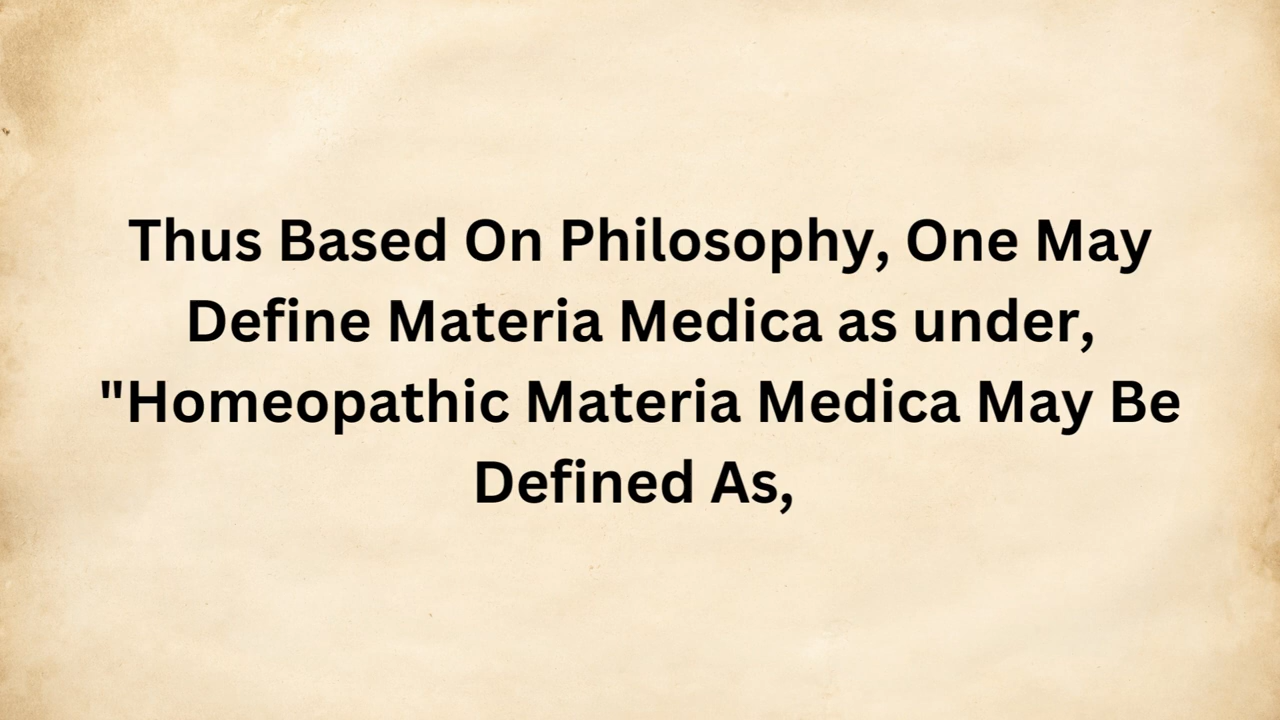 Thus Based On Philosophy, One May
Define Materia Medica as under,
"Homeopathic Materia Medica May Be
Defined As,